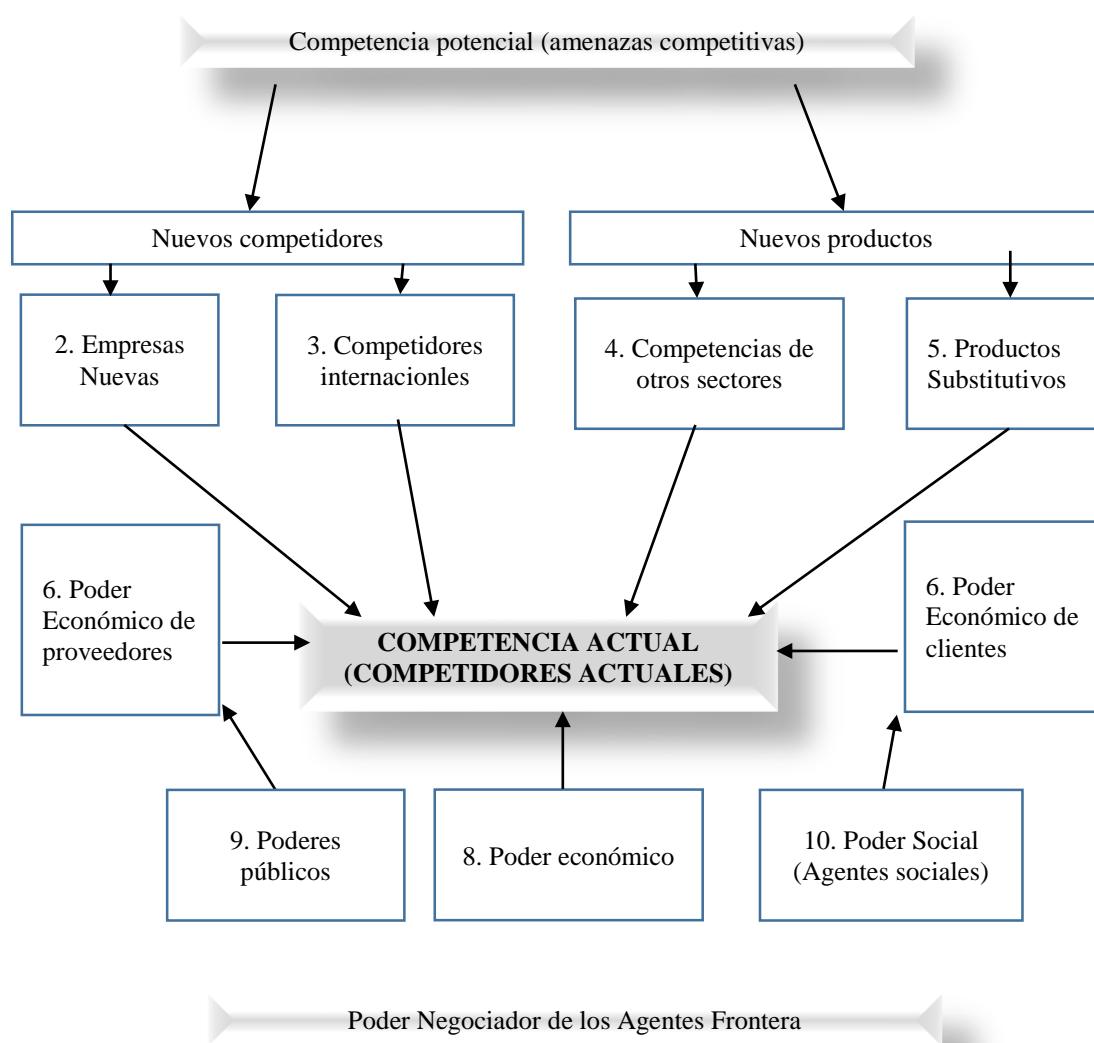 Competencia potencial (amenazas competitivas)
Nuevos competidores
Nuevos productos
2. Empresas
Nuevas
3. Competidores
internacionles
4. Competencias de
otros sectores
5. Productos
Substitutivos
6. Poder
Económico de
proveedores
COMPETENCIA ACTUAL
(COMPETIDORES ACTUALES)
6. Poder
Económico de
clientes
9. Poderes
públicos
8. Poder económico
10. Poder Social
(Agentes sociales)
Poder Negociador de los Agentes Frontera